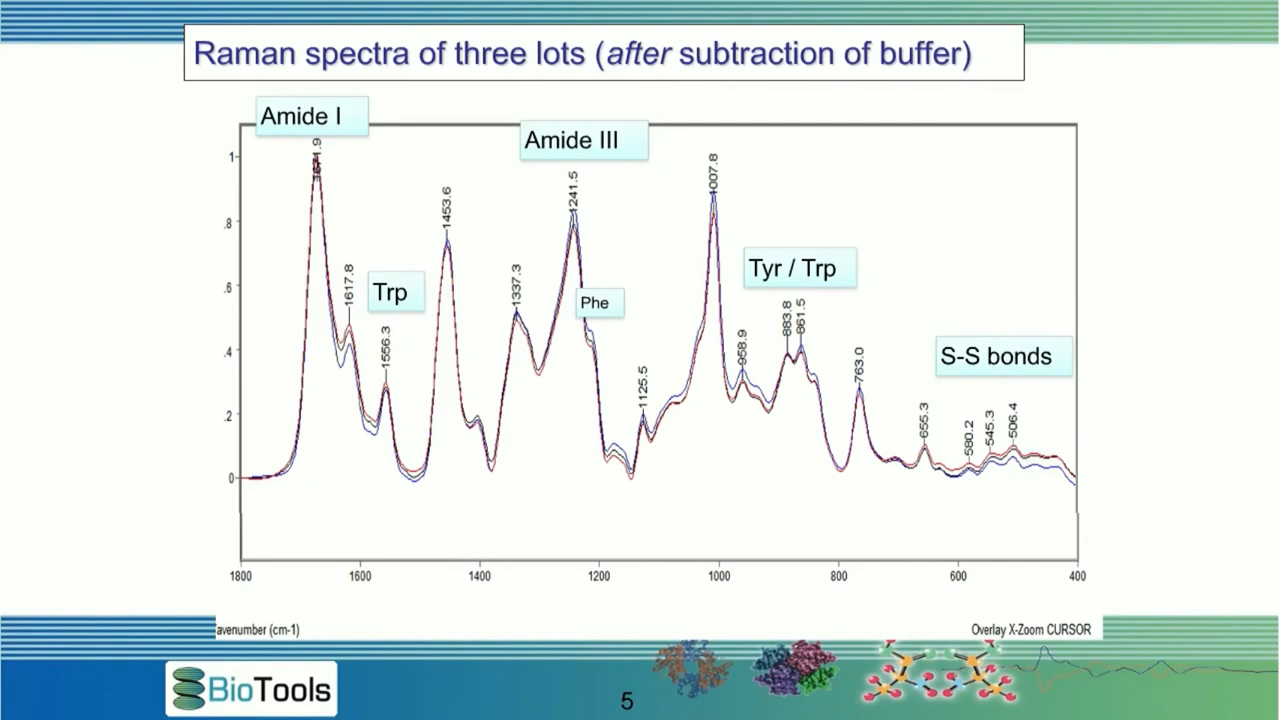 Raman spectra of three lots (after subtraction of buffer)
Amide I
Amide III
1
.8
.6
.4
.2
0
1617.8
Trp
1556.3
1453.6
1337.3
1241.5
Phe
1125.5
1007.8
958.9
Tyr / Trp
883.8
861.5
763.0
655.3
S-S bonds
580.2
545.3
506.4
1800 1600 1400 1200 1000 800 600 400
avenumber (cm-1)
Overlay X-Zoom CURSOR
BioTools
5